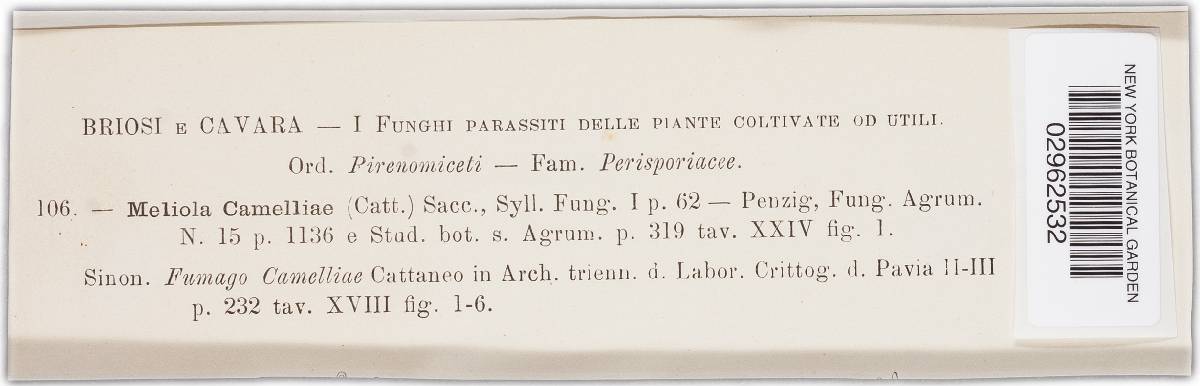 BRIOSI E CAVARA — I FUNGHI PARASSITI DELLE PIANTE COLTIVATE OD UTILI.
Ord. Pirenomiceti — Fam. Perisporiacee.
106. — Meliola Camelliae (Catt.) Sacc., Syll. Fung. I p. 62 — Penzig, Fung. Agrum.
N. 15 p. 1136 e Stud. bot. s. Agrum. p. 319 tav. XXIV fig. 1.
Sinon. Fumago Camelliae Cattaneo in Arch. trienn. d. Labor. Crittog. d. Pavia II-III
p. 232 tav. XVIII fig. 1-6.
NEW YORK BOTANICAL GARDEN
02962532